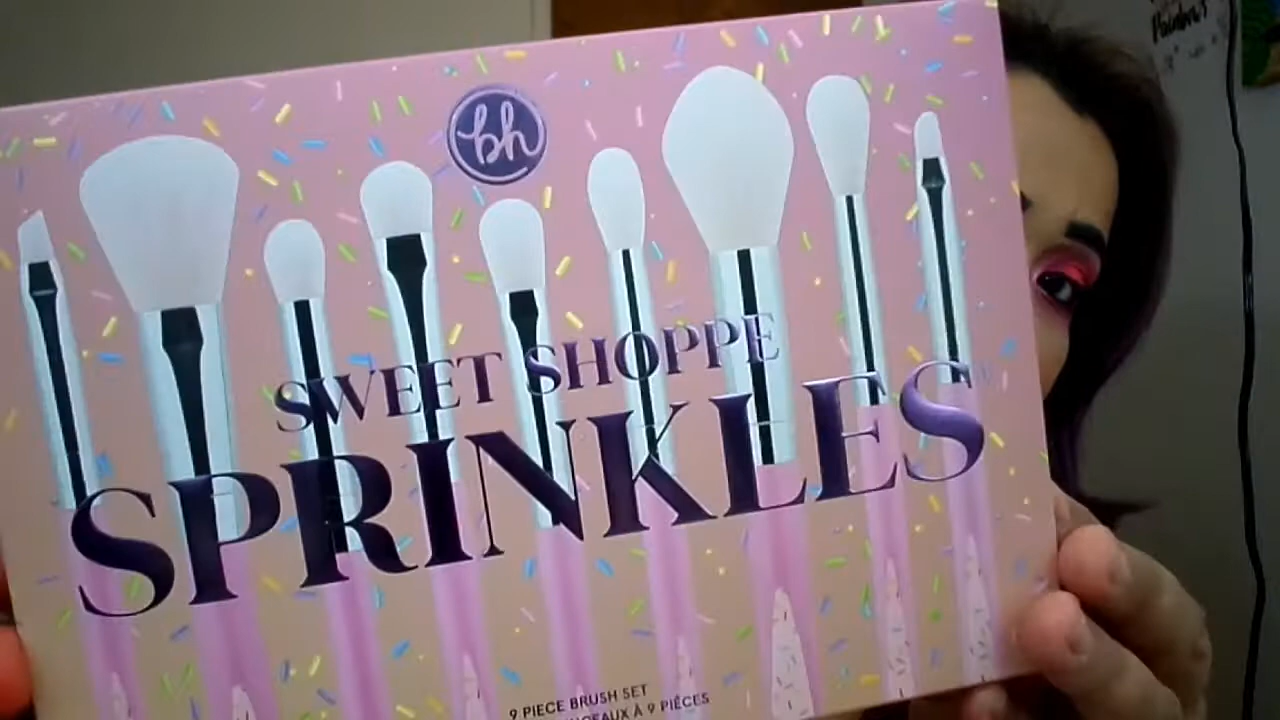 bh
SWEET SHOPPE
SPRINKLES
9 PIECE BRUSH SET
À 9 PIÈCES